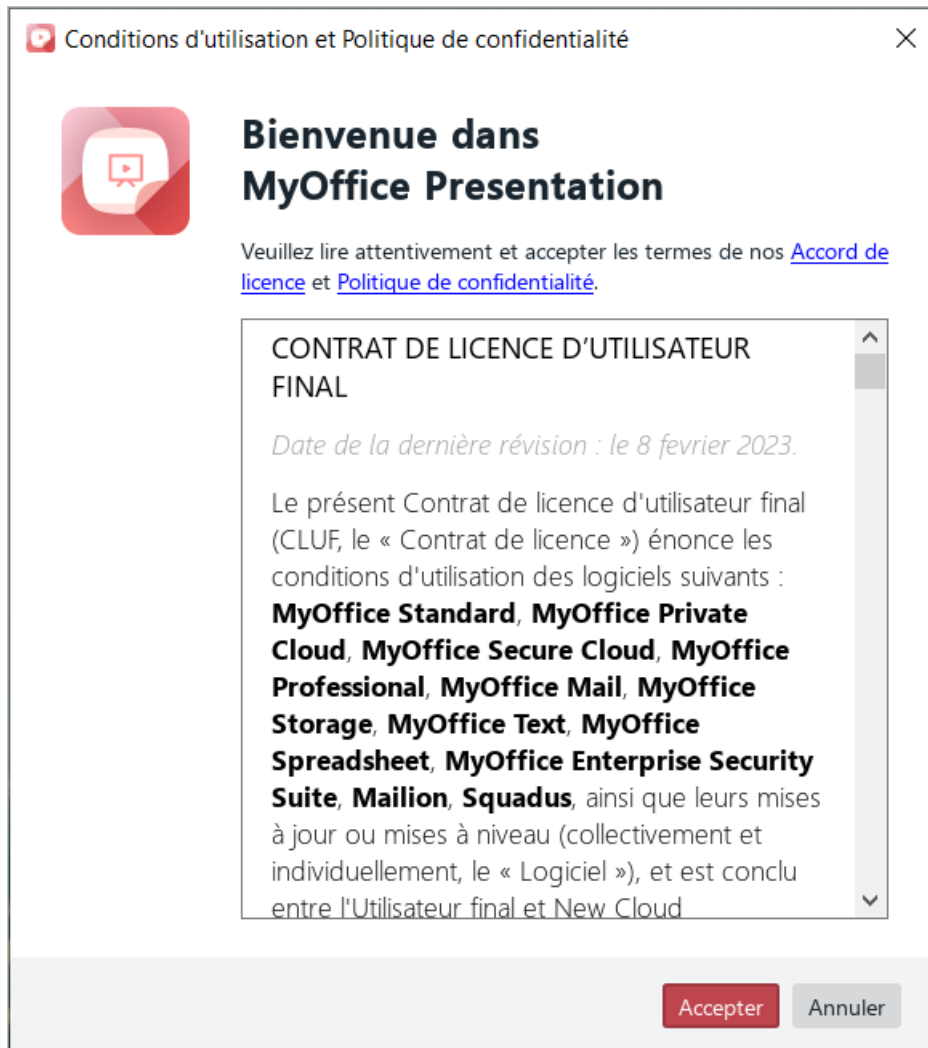 Conditions d'utilisation et Politique de confidentialité
Bienvenue dans
MyOffice Presentation
Veuillez lire attentivement et accepter les termes de nos Accord de
licence et Politique de confidentialité.
CONTRAT DE LICENCE D’UTILISATEUR
FINAL
Date de la dernière révision : le 8 fevrier 2023.
Le présent Contrat de licence d'utilisateur final
(CLUF, le « Contrat de licence ») énonce les
conditions d'utilisation des logiciels suivants :
MyOffice Standard, MyOffice Private
Cloud, MyOffice Secure Cloud, MyOffice
Professional, MyOffice Mail, MyOffice
Storage, MyOffice Text, MyOffice
Spreadsheet, MyOffice Enterprise Security
Suite, Mailion, Squadus, ainsi que leurs mises
à jour ou mises à niveau (collectivement et
individuellement, le « Logiciel »), et est conclu
entre l'Utilisateur final et New Cloud
Accepter Annuler